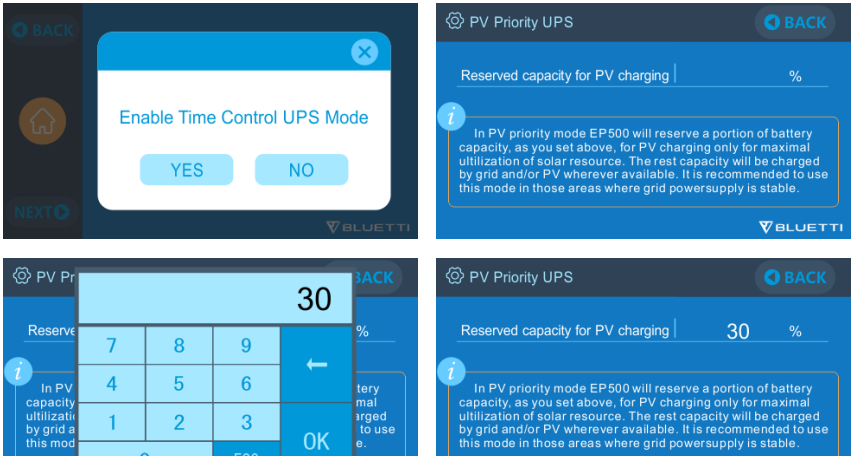 BACK
Enable Time Control UPS Mode
YES
NO
NEXT
BLUETTI
PV Priority UPS
BACK
Reserved capacity for PV charging %
i
In PV priority mode EP500 will reserve a portion of battery
capacity, as you set above, for PV charging only for maximal
ultilization of solar resource. The rest capacity will be charged
by grid and/or PV wherever available. It is recommended to use
this mode in those areas where grid powersupply is stable.
BLUETTI
PV Pr
BACK
30
Reserve
%
7 8 9
4 5 6
1 2 3
OK
i
In PV
capacity
ultilizatio
by grid a
this mod
tery
mal
arged
to use
e.
PV Priority UPS
BACK
Reserved capacity for PV charging 30 %
i
In PV priority mode EP500 will reserve a portion of battery
capacity, as you set above, for PV charging only for maximal
ultilization of solar resource. The rest capacity will be charged
by grid and/or PV wherever available. It is recommended to use
this mode in those areas where grid powersupply is stable.